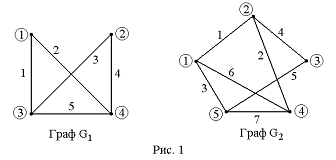 ① ②
2 3
1 4
5
③ ④
Граф G₁
②
1 4
2
① ③
6 5
3
⑤ 7 ④
Граф G₂
Рис. 1